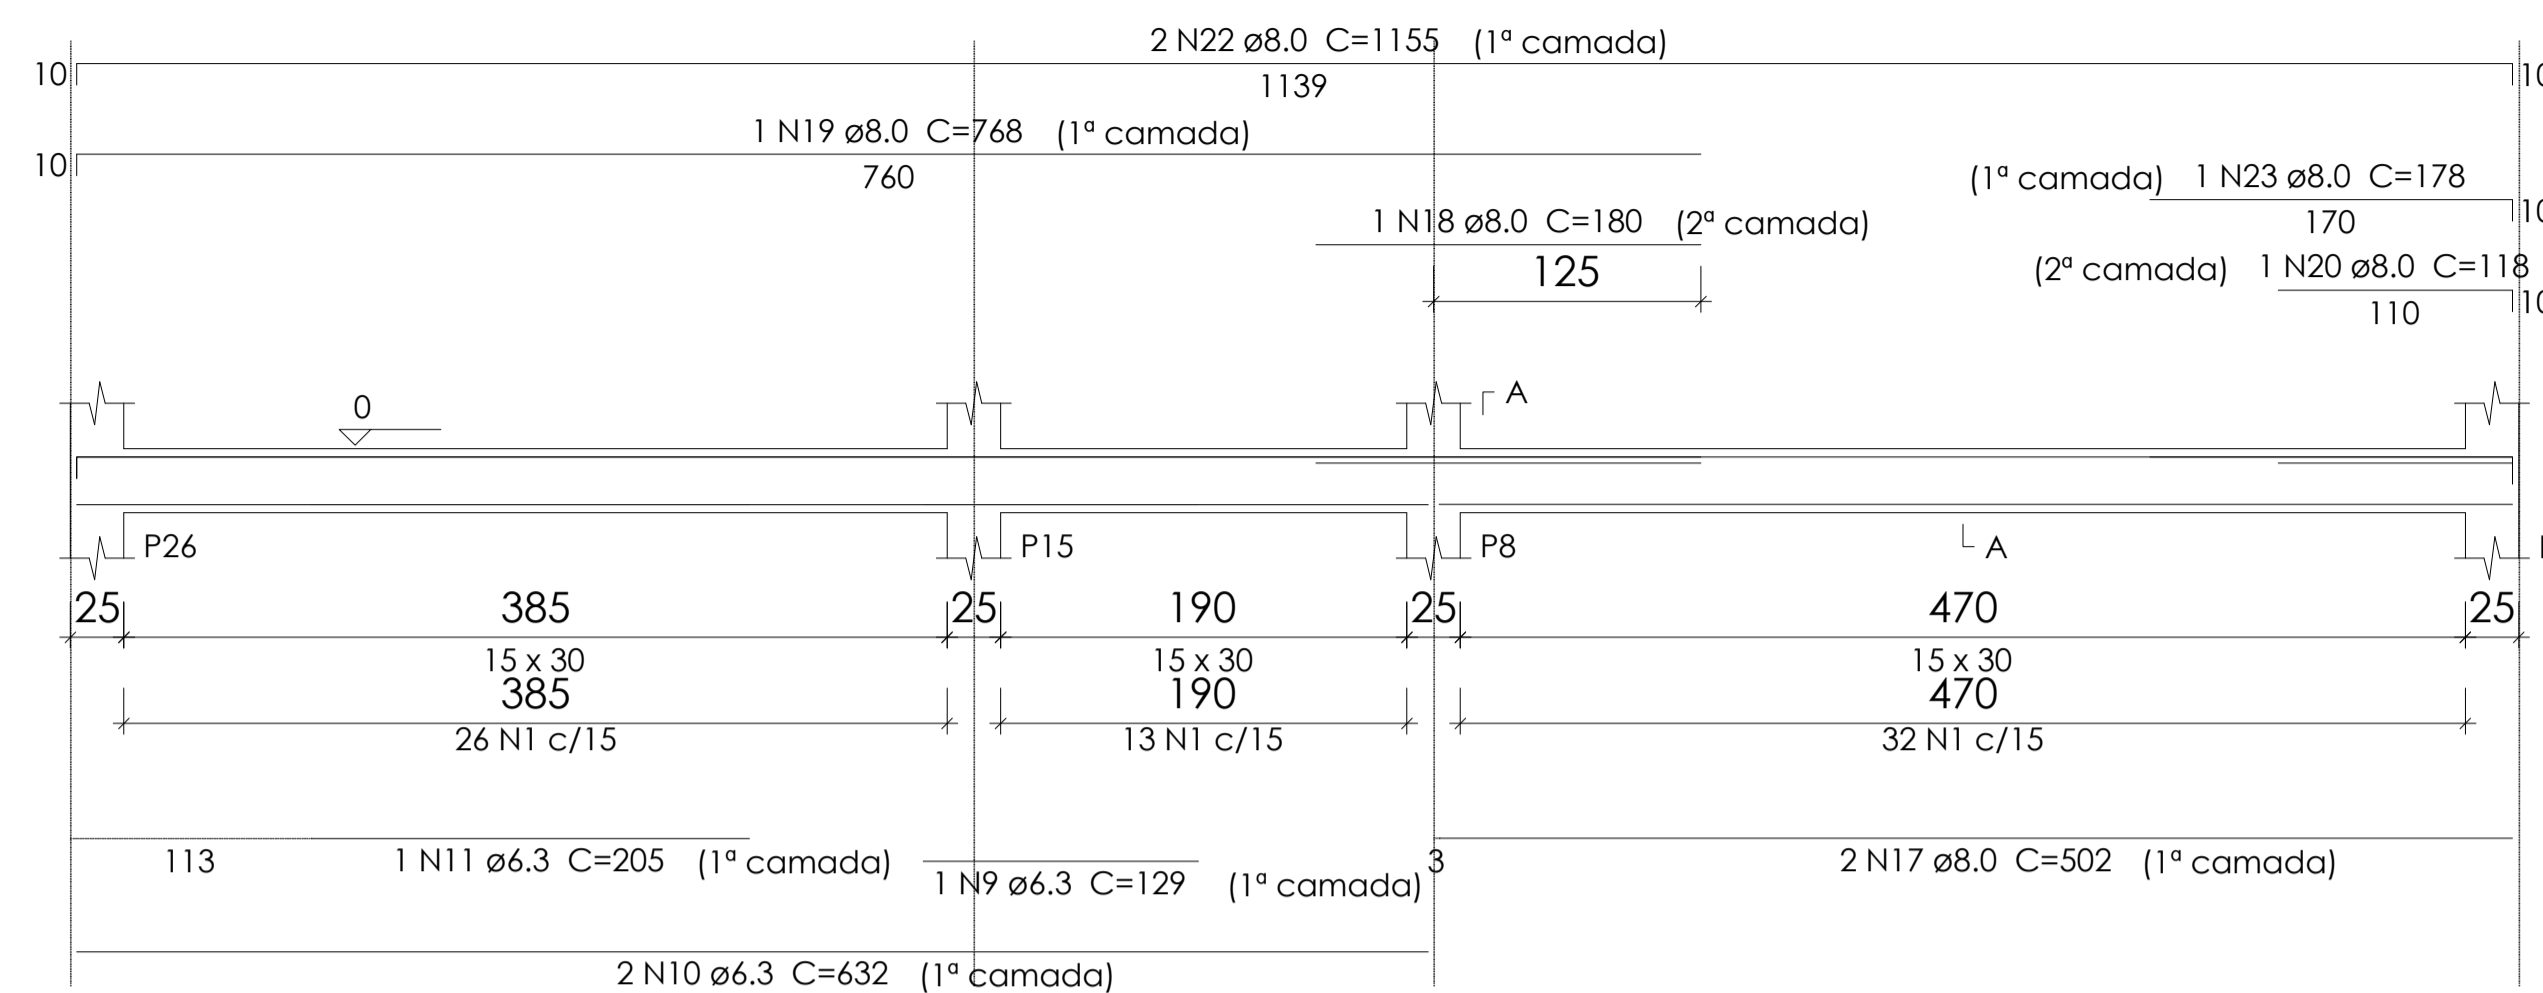 2 N22 ø8.0 C=1155 (1ª camada)
10
10
1139
1 N19 ø8.0 C=768 (1ª camada)
10
760
(1ª camada) 1 N23 ø8.0 C=178
10
170
1 N18 ø8.0 C=180 (2ª camada)
125
(2ª camada) 1 N20 ø8.0 C=118
10
110
A
0
P26
P15
P8
A
25 385 25 190 25 470 25
15 x 30 15 x 30 15 x 30
385 190 470
26 N1 c/15 13 N1 c/15 32 N1 c/15
113 1 N11 ø6.3 C=205 (1ª camada)
3 2 N17 ø8.0 C=502 (1ª camada)
1 N9 ø6.3 C=129 (1ª camada)
2 N10 ø6.3 C=632 (1ª camada)